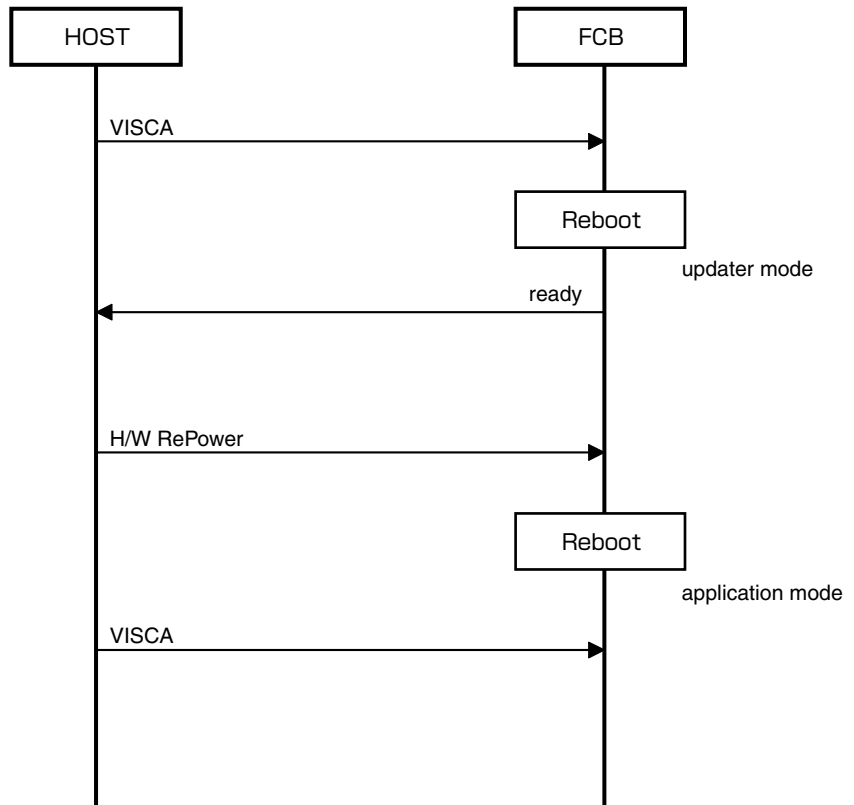 HOST
FCB
VISCA
Reboot
updater mode
ready
H/W RePower
Reboot
application mode
VISCA